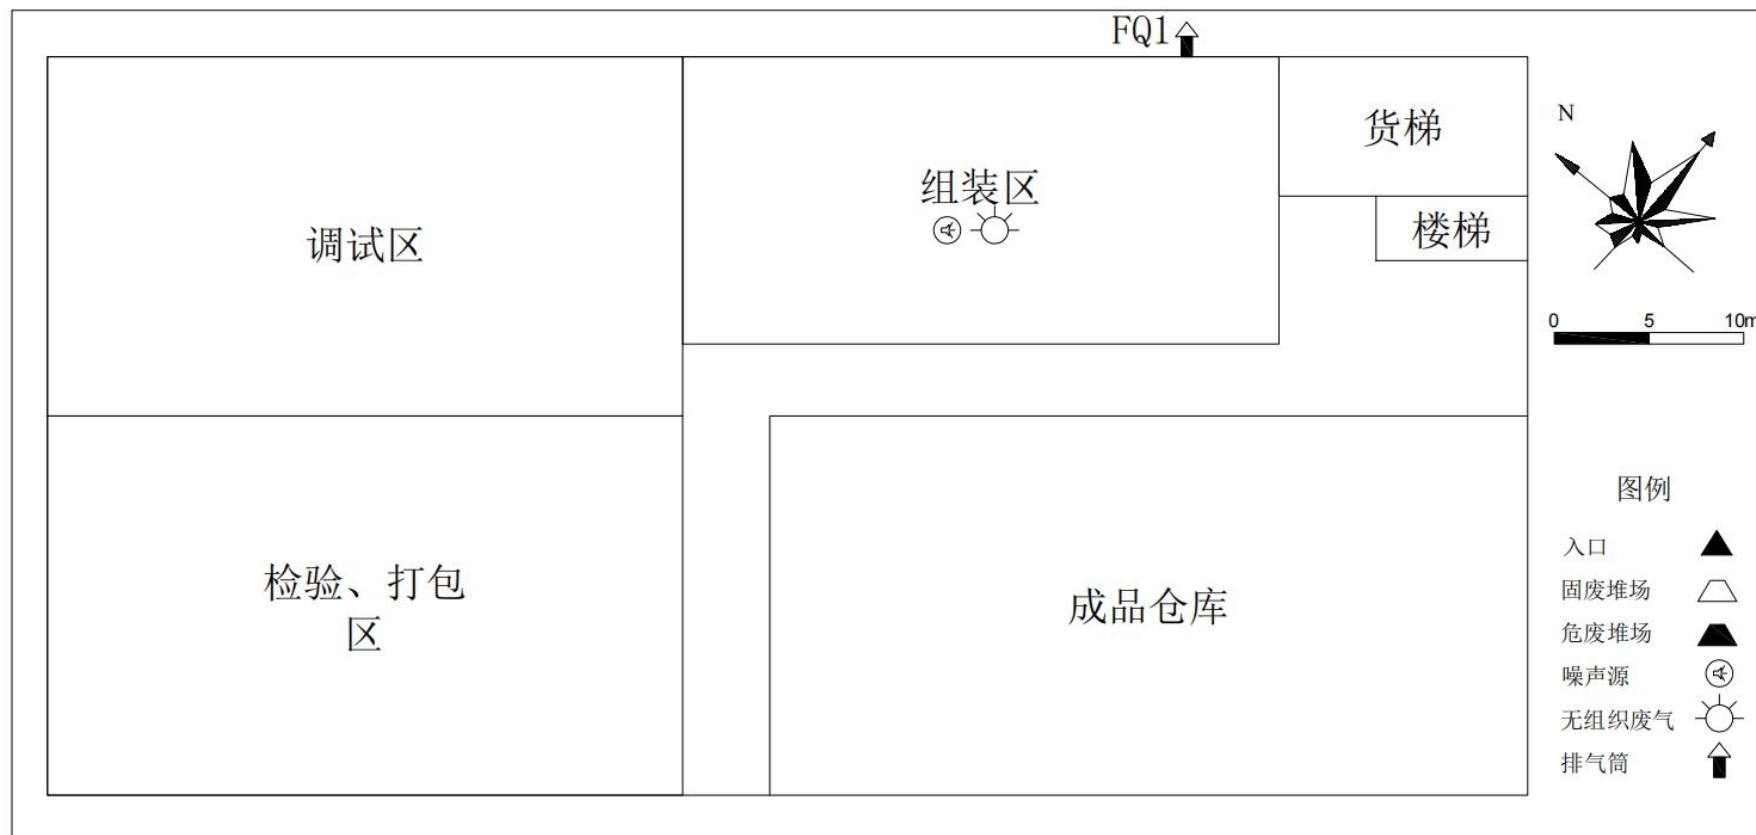 FQ1
货梯
N
组装区
楼梯
调试区
0 5 10m
图例
入口
固废堆场
检验、打包
区
成品仓库
危废堆场
噪声源
无组织废气
排气筒